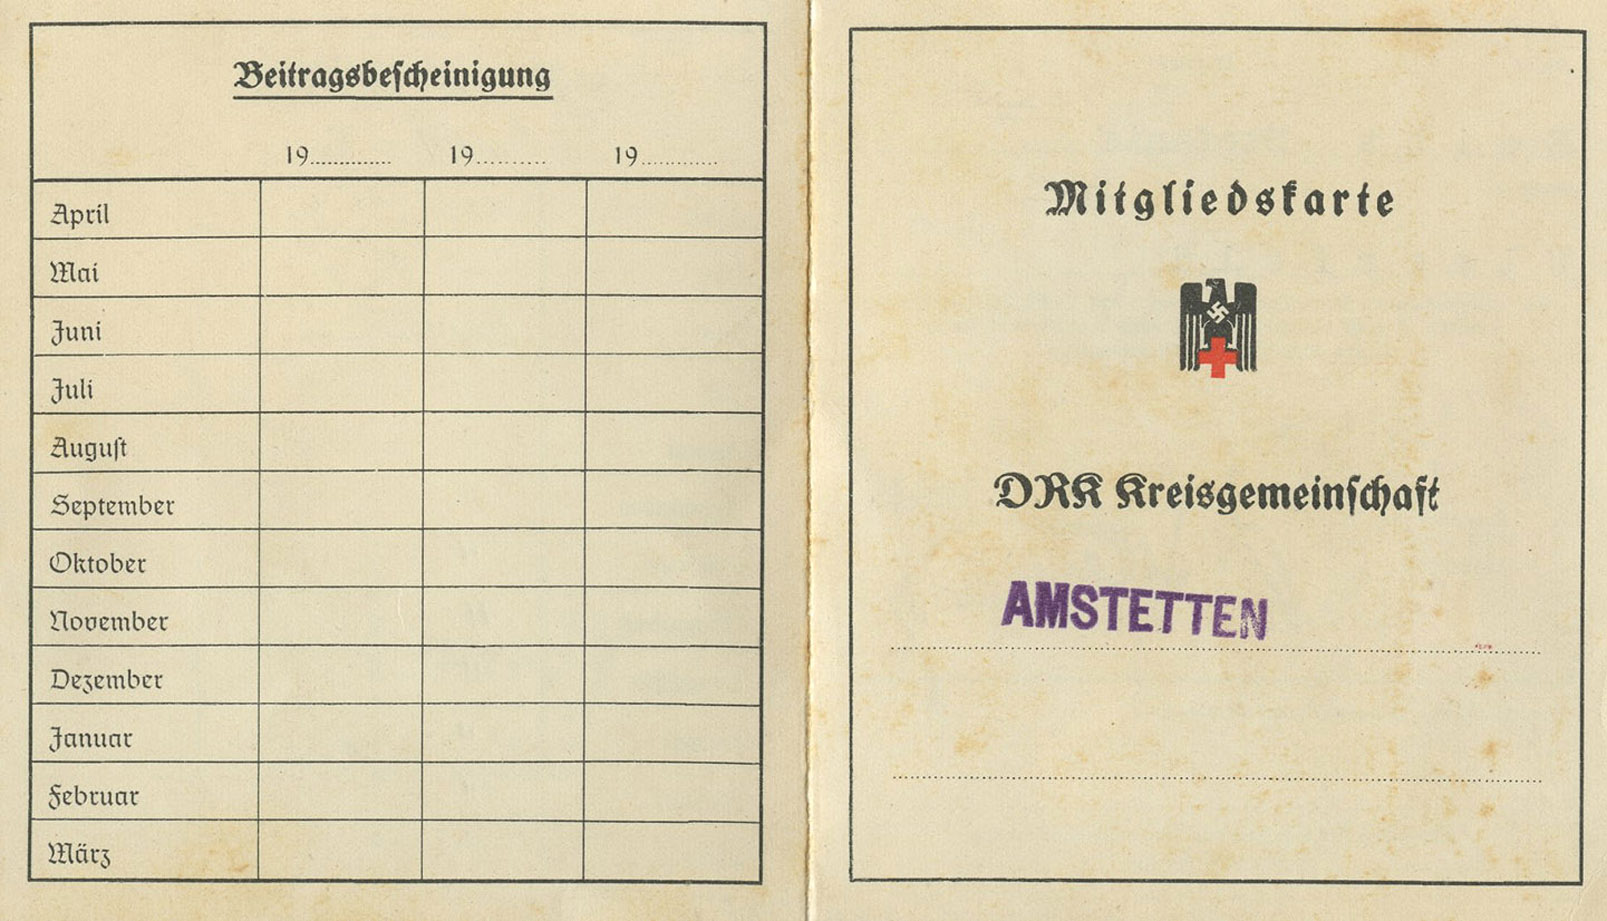 Beitragsbescheinigung
19............ 19.......... 19............
April
Mai
Juni
Juli
August
September
Oktober
November
Dezember
Januar
Februar
März
Mitgliedskarte
DRK Kreisgemeinschaft
AMSTETTEN